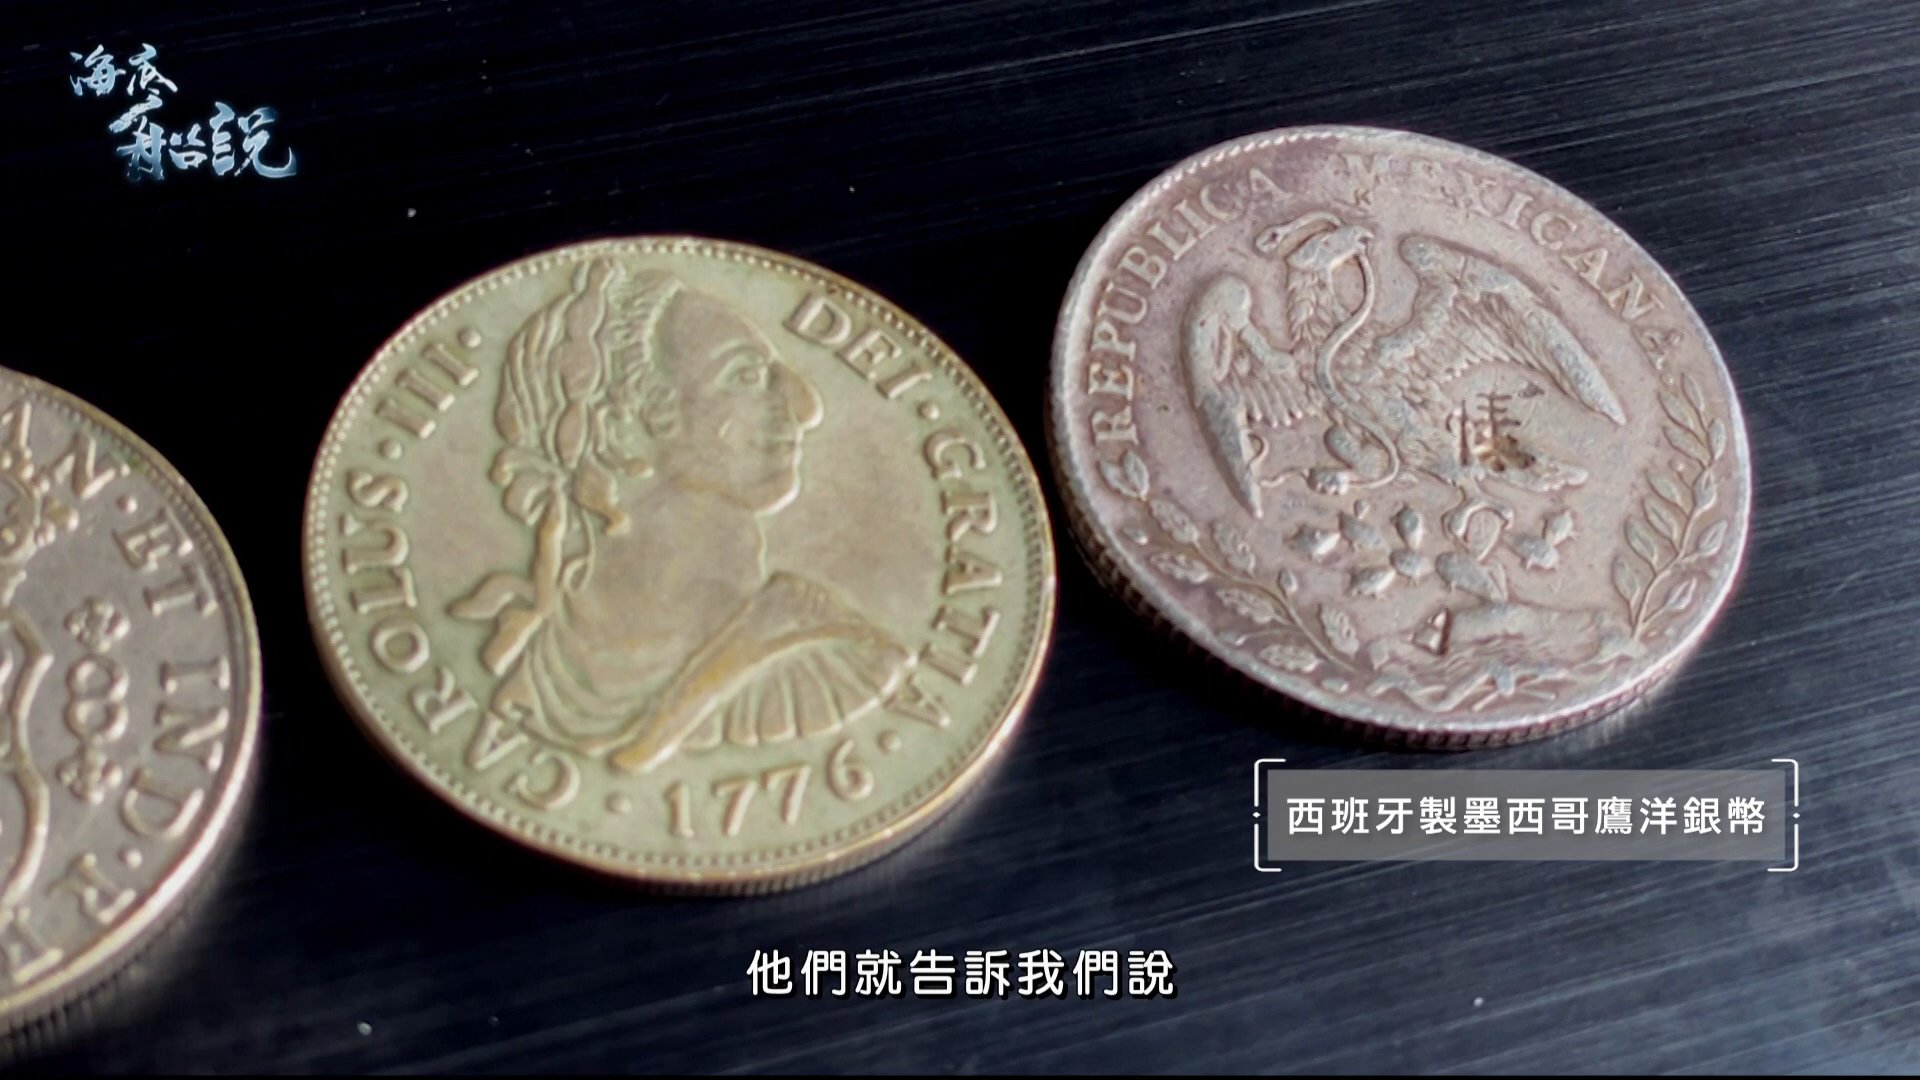 海底
船說
AN·ET IND·R
CAROLUS·III· DEI·GRATIA·
·1776·
REPUBLICA MEXICANA
西班牙製墨西哥鷹洋銀幣
他們就告訴我們說